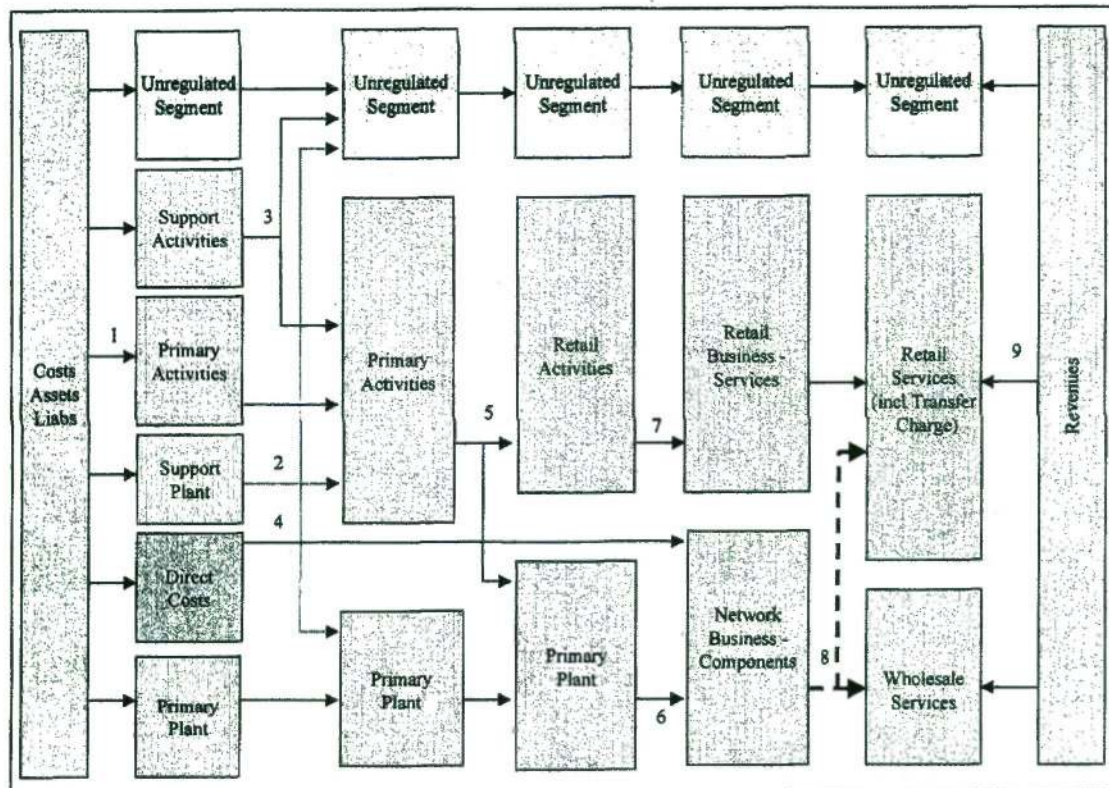 Costs
Assets
Liabs
1
Unregulated
Segment
Support
Activities
Primary
Activities
Support
Plant
Direct
Costs
Primary
Plant
3
2
4
Unregulated
Segment
Primary
Activities
Primary
Plant
5
Unregulated
Segment
Retail
Activities
Primary
Plant
7
6
Unregulated
Segment
Retail
Business -
Services
Network
Business -
Components
8
Unregulated
Segment
Retail
Services
(incl Transfer
Charge)
Wholesale
Services
9
Revenues